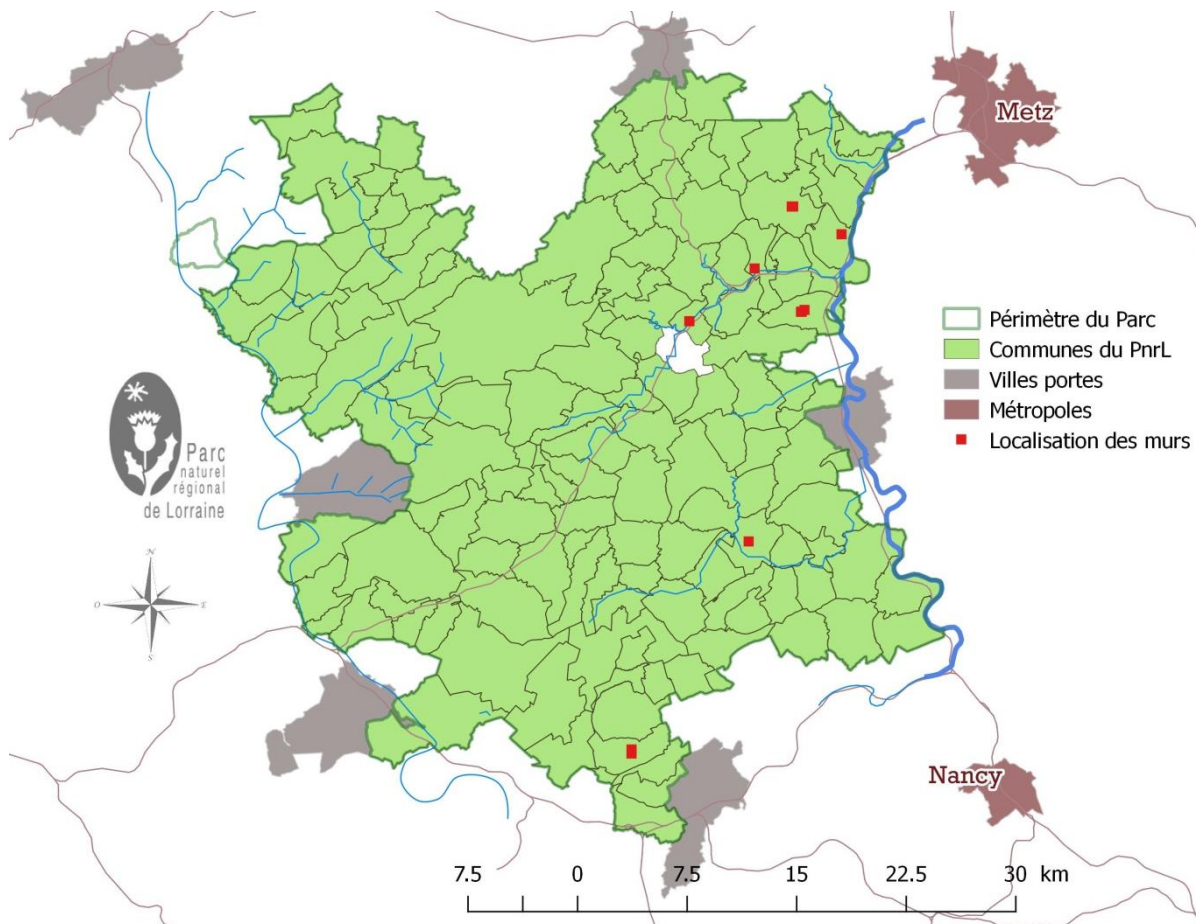 Metz
Périmètre du Parc
Communes du PnrL
Villes portes
Métropoles
Localisation des murs
Parc
naturel
régional
de Lorraine
N
O
E
S
Nancy
7.5 0 7.5 15 22.5 30 km